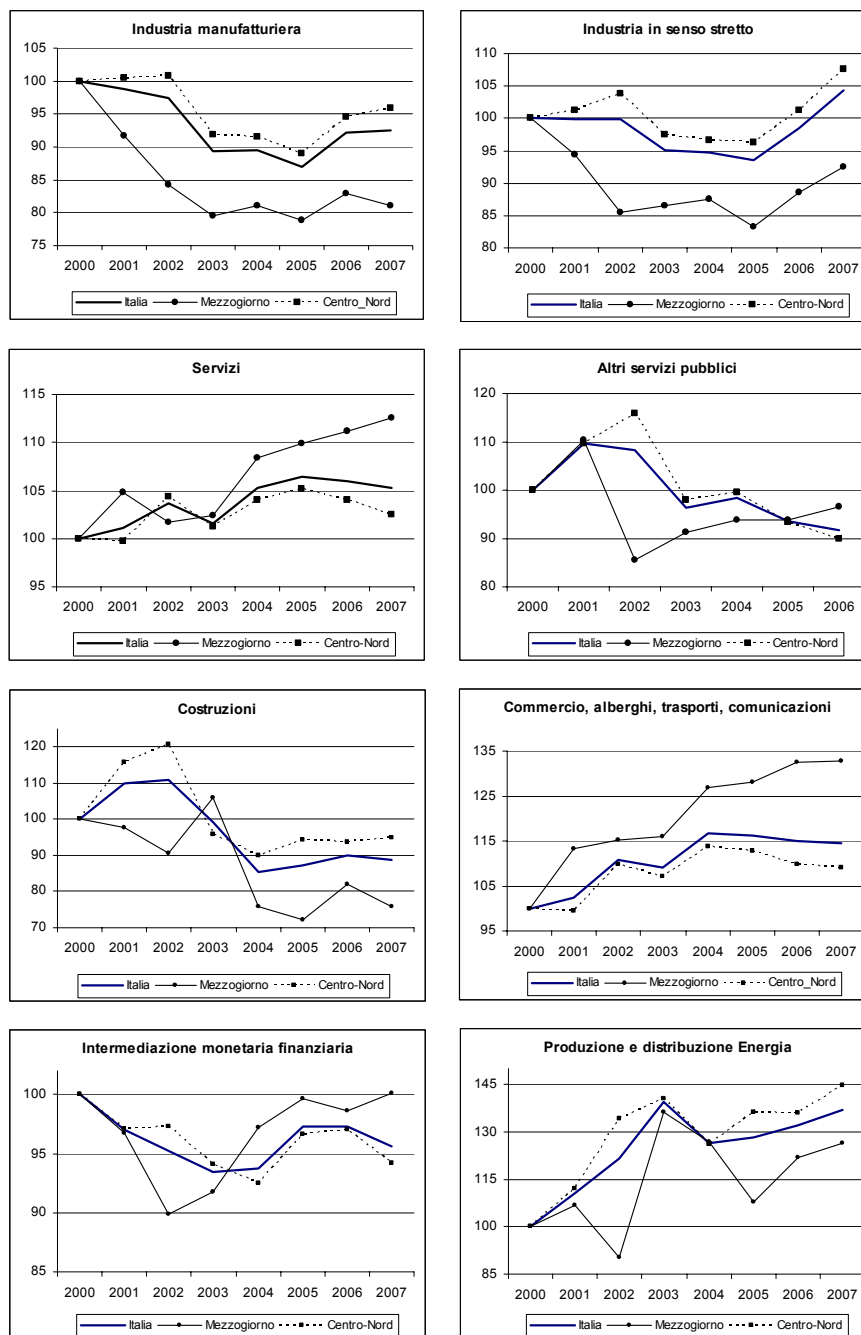 Industria manufatturiera
105
100
95
90
85
80
75
2000 2001 2002 2003 2004 2005 2006 2007
Italia Mezzogiorno Centro_Nord
Industria in senso stretto
110
105
100
95
90
85
80
2000 2001 2002 2003 2004 2005 2006 2007
Italia Mezzogiorno Centro-Nord
Servizi
115
110
105
100
95
2000 2001 2002 2003 2004 2005 2006 2007
Italia Mezzogiorno Centro-Nord
Altri servizi pubblici
120
110
100
90
80
2000 2001 2002 2003 2004 2005 2006
Italia Mezzogiorno Centro-Nord
Costruzioni
120
110
100
90
80
70
2000 2001 2002 2003 2004 2005 2006 2007
Italia Mezzogiorno Centro-Nord
Commercio, alberghi, trasporti, comunicazioni
135
125
115
105
95
2000 2001 2002 2003 2004 2005 2006 2007
Italia Mezzogiorno Centro_Nord
Intermediazione monetaria finanziaria
100
95
90
85
2000 2001 2002 2003 2004 2005 2006 2007
Italia Mezzogiorno Centro-Nord
Produzione e distribuzione Energia
145
130
115
100
85
2000 2001 2002 2003 2004 2005 2006 2007
Italia Mezzogiorno Centro-Nord